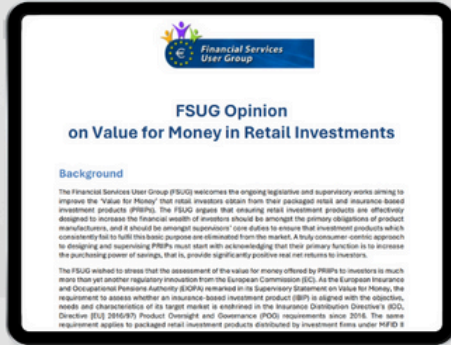 Financial Services
User Group
FSUG Opinion
on Value for Money in Retail Investments
Background
The Financial Services User Group (FSUG) welcomes the ongoing legislative and supervisory works aiming to
improve the 'Value for Money' that retail investors obtain from their packaged retail and insurance-based
investment products (PRIIPs). The FSUG argues that ensuring retail investment products are effectively
designed to increase the financial wealth of investors should be amongst the primary obligations of product
manufacturers, and it should be amongst supervisors' core duties to ensure that investment products which
consistently fail to fulfil this basic purpose are eliminated from the market. A truly consumer-centric approach
to designing and supervising PRIIPs must start with acknowledging that their primary function is to increase
the purchasing power of savings, that is, provide significantly positive real net returns to investors.
The FSUG wished to stress that the assessment of the value for money offered by PRIIPs to investors is much
more than yet another regulatory innovation from the European Commission (EC). As the European Insurance
and Occupational Pensions Authority (EIOPA) remarked in its Supervisory Statement on Value for Money, the
requirement to assess whether an insurance-based investment product (IBIP) is aligned with the objective,
needs and characteristics of its target market is enshrined in the Insurance Distribution Directive's (IDD,
Directive [EU] 2016/97) Product Oversight and Governance (POG) requirements since 2016. The same
requirement applies to packaged retail investment products distributed by investment firms under MiFID II